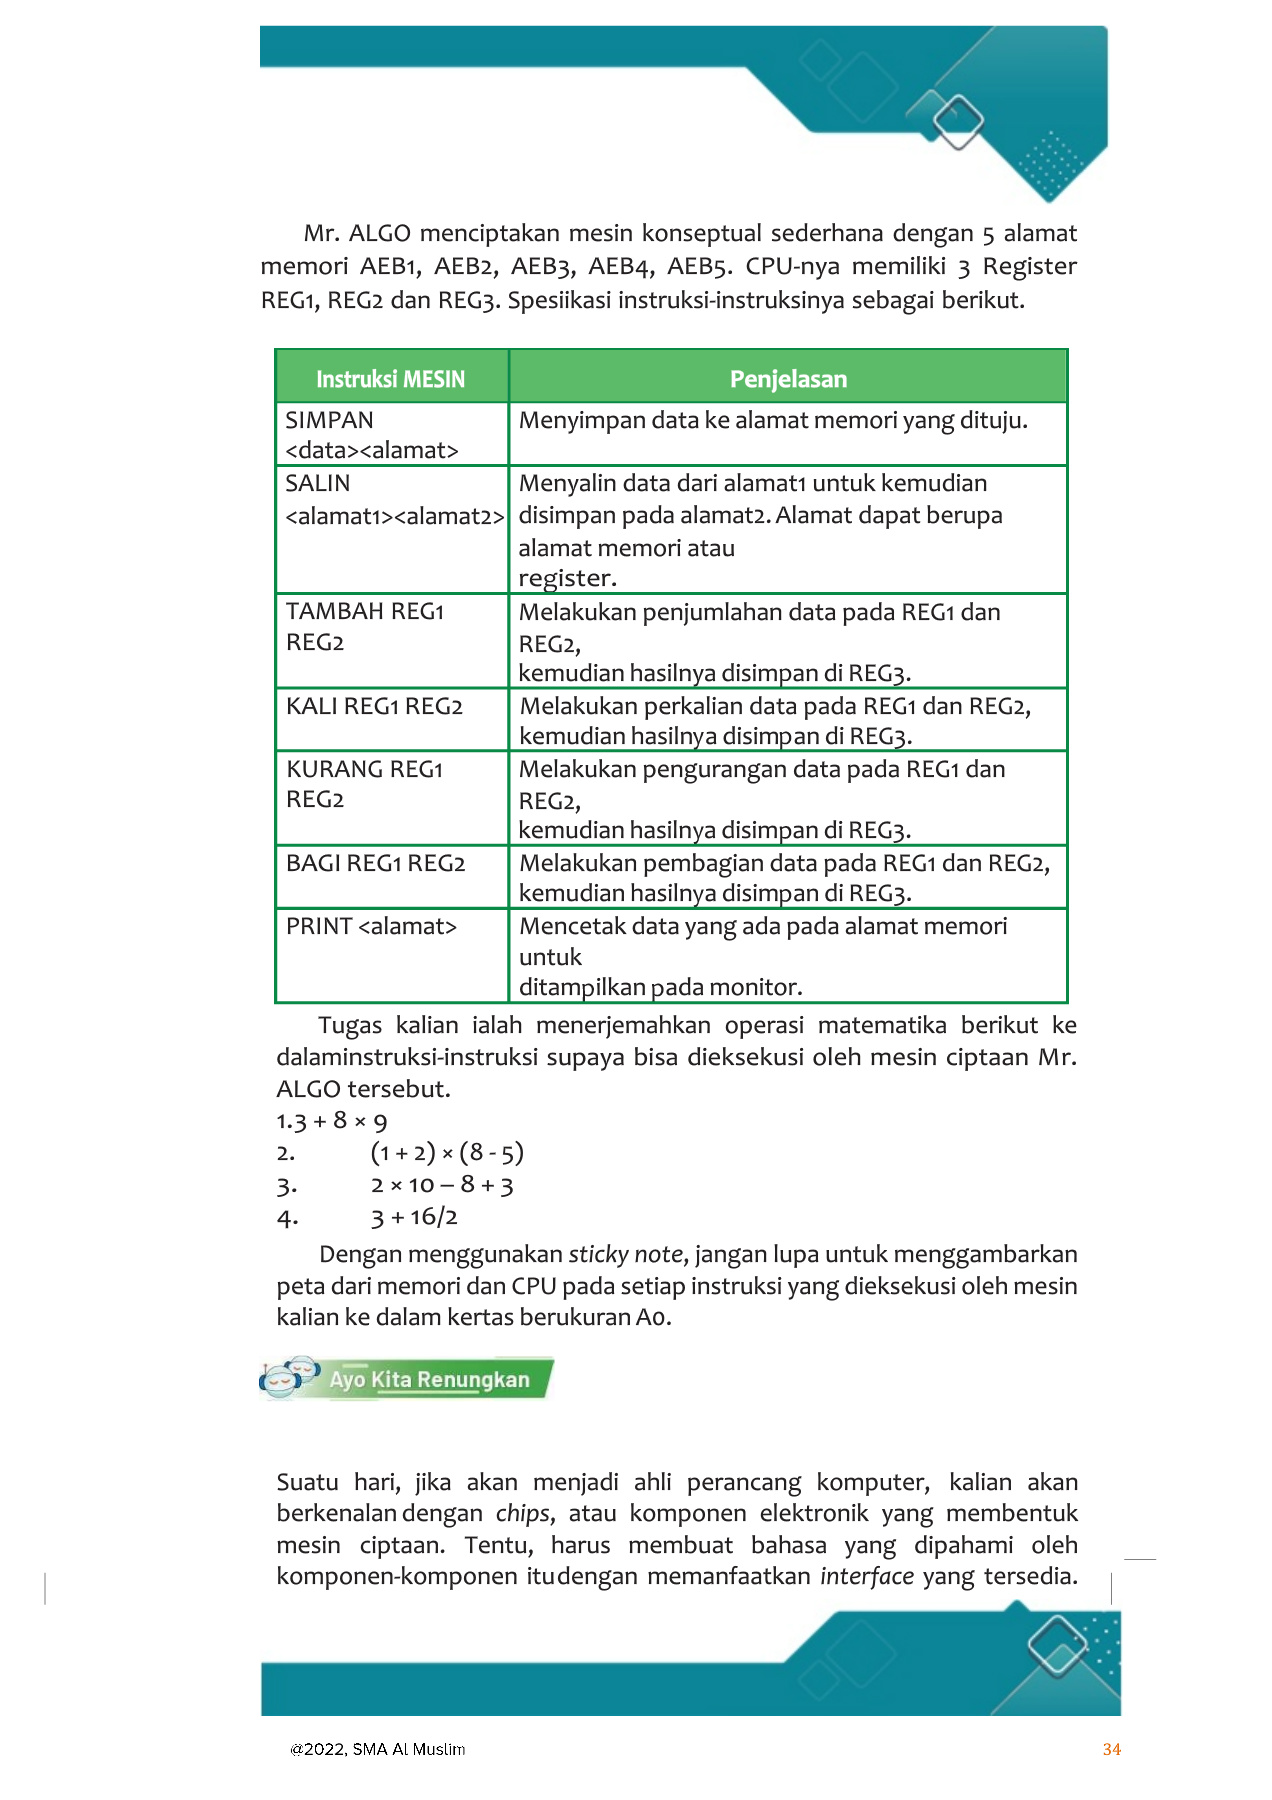 Mr. ALGO menciptakan mesin konseptual sederhana dengan 5 alamat
memori AEB1, AEB2, AEB3, AEB4, AEB5. CPU-nya memiliki 3 Register
REG1, REG2 dan REG3. Spesiikasi instruksi-instruksinya sebagai berikut.
Instruksi MESIN
Penjelasan
SIMPAN
<data><alamat>
Menyimpan data ke alamat memori yang dituju.
SALIN
<alamat1><alamat2>
Menyalin data dari alamat1 untuk kemudian
disimpan pada alamat2. Alamat dapat berupa
alamat memori atau
register.
TAMBAH REG1
REG2
Melakukan penjumlahan data pada REG1 dan
REG2,
kemudian hasilnya disimpan di REG3.
KALI REG1 REG2
Melakukan perkalian data pada REG1 dan REG2,
kemudian hasilnya disimpan di REG3.
KURANG REG1
REG2
Melakukan pengurangan data pada REG1 dan
REG2,
kemudian hasilnya disimpan di REG3.
BAGI REG1 REG2
Melakukan pembagian data pada REG1 dan REG2,
kemudian hasilnya disimpan di REG3.
PRINT <alamat>
Mencetak data yang ada pada alamat memori
untuk
ditampilkan pada monitor.
Tugas kalian ialah menerjemahkan operasi matematika berikut ke
dalaminstruksi-instruksi supaya bisa dieksekusi oleh mesin ciptaan Mr.
ALGO tersebut.
1.3 + 8 × 9
2. (1 + 2) × (8 - 5)
3. 2 × 10 – 8 + 3
4. 3 + 16/2
Dengan menggunakan sticky note, jangan lupa untuk menggambarkan
peta dari memori dan CPU pada setiap instruksi yang dieksekusi oleh mesin
kalian ke dalam kertas berukuran A0.
Ayo Kita Renungkan
Suatu hari, jika akan menjadi ahli perancang komputer, kalian akan
berkenalan dengan chips, atau komponen elektronik yang membentuk
mesin ciptaan. Tentu, harus membuat bahasa yang dipahami oleh
komponen-komponen itudengan memanfaatkan interface yang tersedia.
@2022, SMA Al Muslim
34